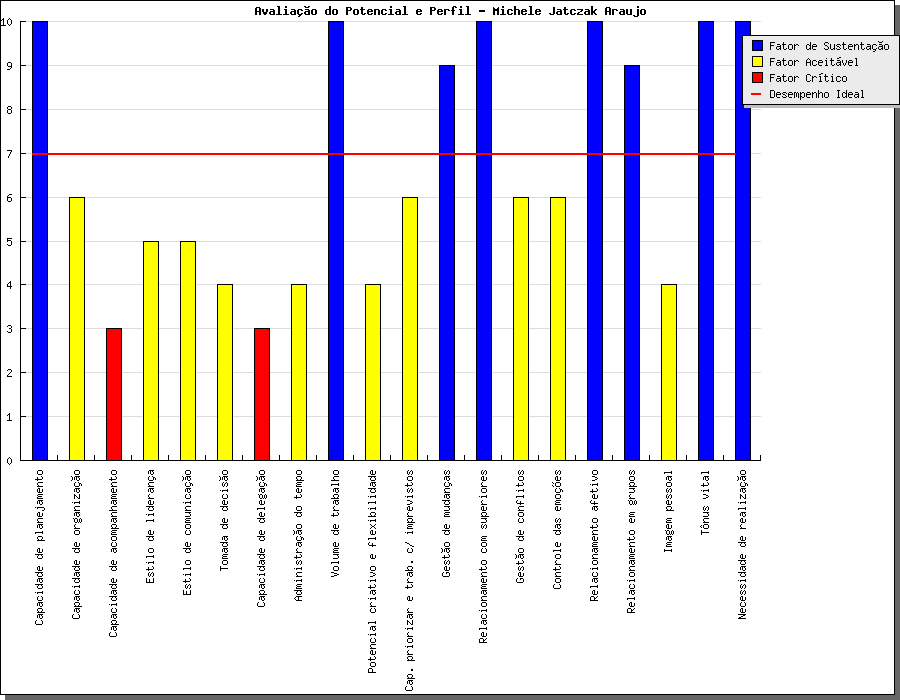 Avaliação do Potencial e Perfil - Michele Jatczak Araujo
Fator de Sustentação
Fator Aceitável
Fator Crítico
Desempenho Ideal
10
9
8
7
6
5
4
3
2
1
0
Capacidade de planejamento
Capacidade de organização
Capacidade de acompanhamento
Estilo de liderança
Estilo de comunicação
Tomada de decisão
Capacidade de delegação
Administração do tempo
Volume de trabalho
Potencial criativo e flexibilidade
Cap. priorizar e trab. c/ imprevistos
Gestão de mudanças
Relacionamento com superiores
Gestão de conflitos
Controle das emoções
Relacionamento afetivo
Relacionamento em grupos
Imagem pessoal
Tônus vital
Necessidade de realização